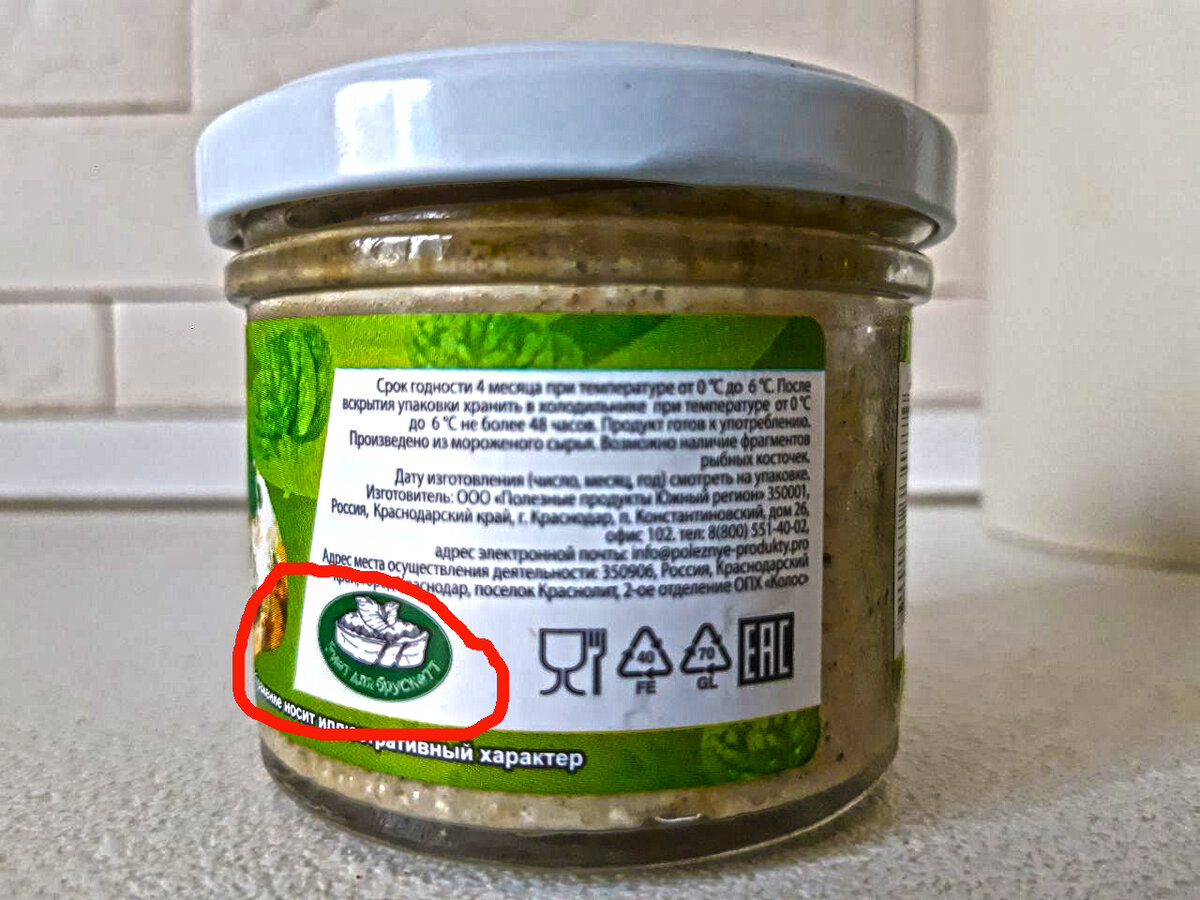 Срок годности 4 месяца при температуре от 0 °С до 6 °С. После
вскрытия упаковки хранить в холодильнике при температуре от 0 °С
до 6 °С не более 48 часов. Продукт готов к употреблению.
Произведено из мороженого сырья. Возможно наличие фрагментов
рыбных косточек.
Дату изготовления (число, месяц, год) смотреть на упаковке.
Изготовитель: ООО «Полезные продукты Южный регион» 350001,
Россия, Краснодарский край, г. Краснодар, п. Константиновский, дом 26,
офис 102. тел: 8(800) 551-40-02,
адрес электронной почты: info@poleznye-produkty.pro
Адрес места осуществления деятельности: 350906, Россия, Краснодарский
Краснодар, поселок Краснолит, 2-ое отделение ОПХ «Колос»
для брускетт
40
FE
70
GL
EAC
носит иллюстративный характер